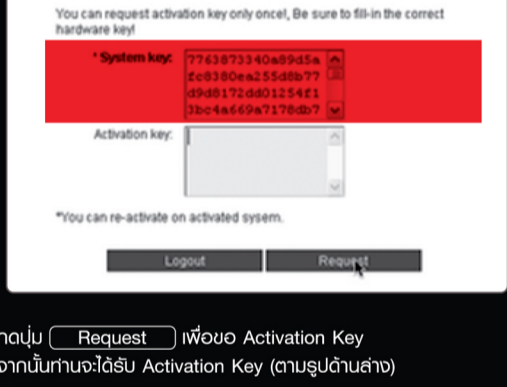 You can request activation key only once!, Be sure to fill-in the correct
hardware key!
* System key:
7763873340a89d5a
fc8380ea255d8b77
d9d8172dd01254f1
3bc4a669a7178db7
Activation key:
*You can re-activate on activated sysem.
Logout Request
กดปุ่ม Request เพื่อขอ Activation Key
จากนั้นท่านจะได้รับ Activation Key (ตามรูปด้านล่าง)